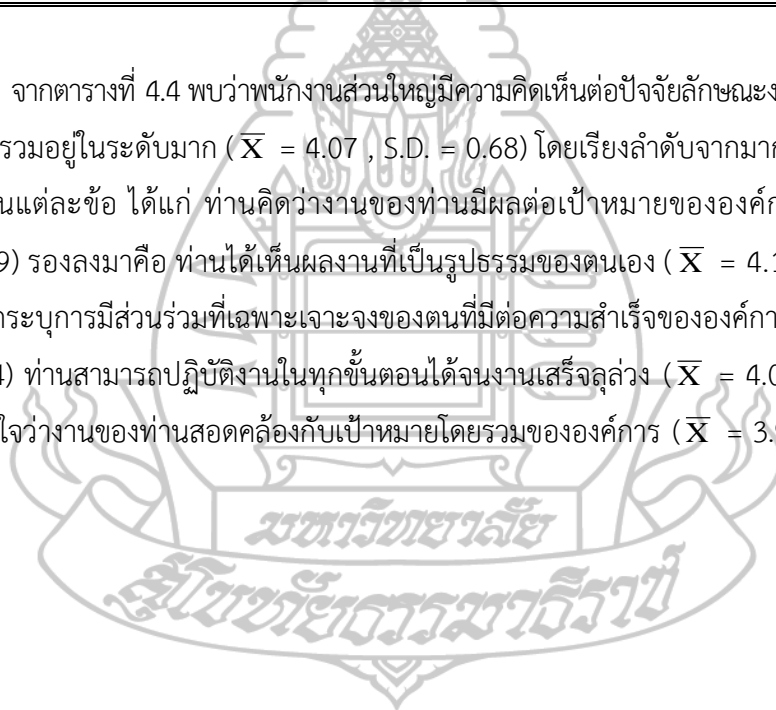 จากตารางที่ 4.4 พบว่าพนักงานส่วนใหญ่มีความคิดเห็นต่อปัจจัยลักษณะง
รวมอยู่ในระดับมาก ( X̅ = 4.07 , S.D. = 0.68) โดยเรียงลำดับจากมาก
นแต่ละข้อ ได้แก่ ท่านคิดว่างานของท่านมีผลต่อเป้าหมายขององค์ก
9) รองลงมาคือ ท่านได้เห็นผลงานที่เป็นรูปธรรมของตนเอง ( X̅ = 4.1
ระบุการมีส่วนร่วมที่เฉพาะเจาะจงของตนที่มีต่อความสำเร็จขององค์กา
4) ท่านสามารถปฏิบัติงานในทุกขั้นตอนได้จนงานเสร็จลุล่วง ( X̅ = 4.0
ใจว่างานของท่านสอดคล้องกับเป้าหมายโดยรวมขององค์การ ( X̅ = 3.
มหาวิทยาลัย
สุโขทัยธรรมาธิราช